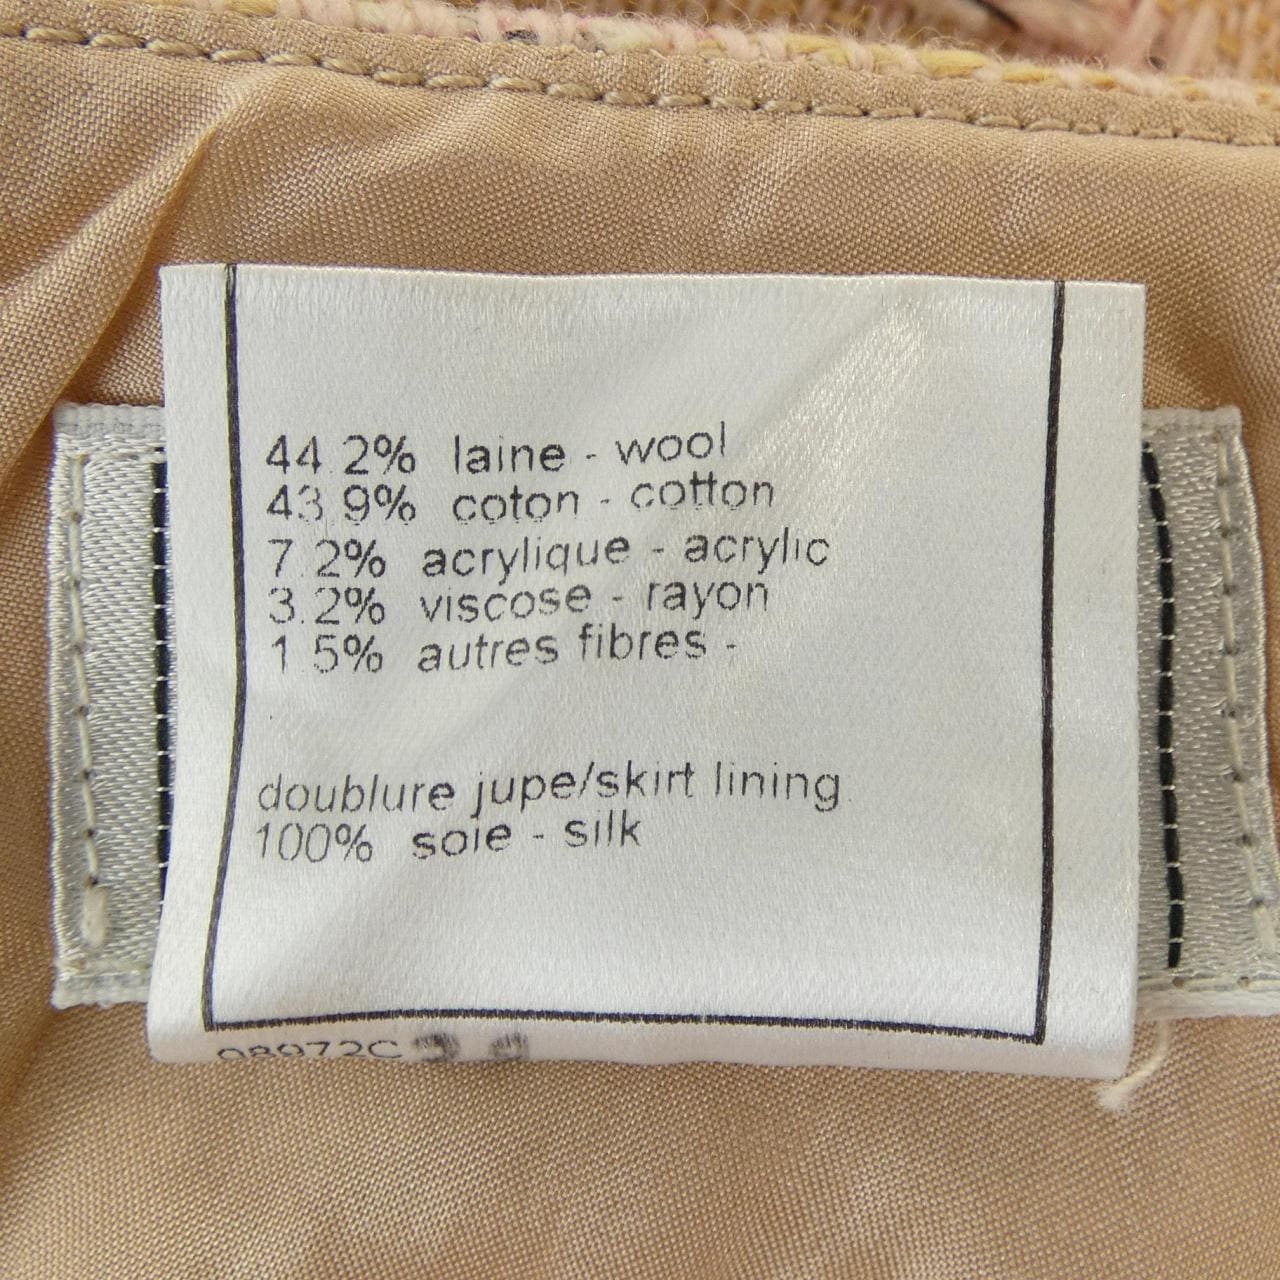 44.2% laine - wool
43.9% coton - cotton
7.2% acrylique - acrylic
3.2% viscose - rayon
1.5% autres fibres -
doublure jupe/skirt lining
100% soie - silk